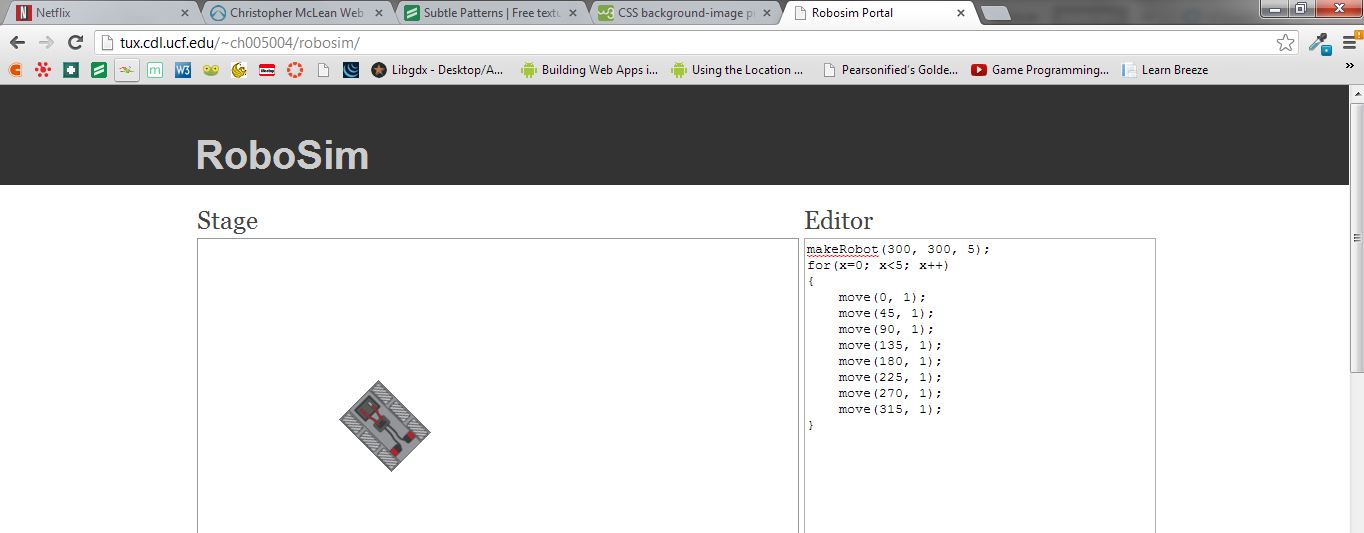 Netflix
Christopher McLean Web
Subtle Patterns | Free textu
CSS background-image pr
Robosim Portal
tux.cdl.ucf.edu/~ch005004/robosim/
W3
Libgdx - Desktop/A...
Building Web Apps i...
Using the Location ...
Pearsonified's Golde...
Game Programming...
Learn Breeze
RoboSim
Stage
Editor
makeRobot(300, 300, 5);
for(x=0; x<5; x++)
{
move(0, 1);
move(45, 1);
move(90, 1);
move(135, 1);
move(180, 1);
move(225, 1);
move(270, 1);
move(315, 1);
}